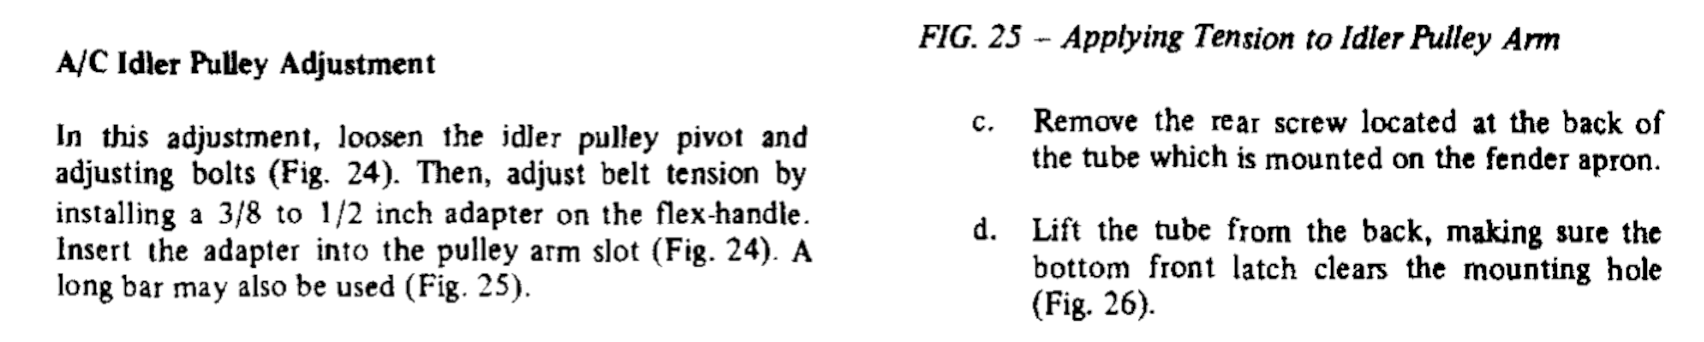 A/C Idler Pulley Adjustment
In this adjustment, loosen the idler pulley pivot and
adjusting bolts (Fig. 24). Then, adjust belt tension by
installing a 3/8 to 1/2 inch adapter on the flex-handle.
Insert the adapter into the pulley arm slot (Fig. 24). A
long bar may also be used (Fig. 25).
FIG. 25 – Applying Tension to Idler Pulley Arm
c. Remove the rear screw located at the back of
the tube which is mounted on the fender apron.
d. Lift the tube from the back, making sure the
bottom front latch clears the mounting hole
(Fig. 26).